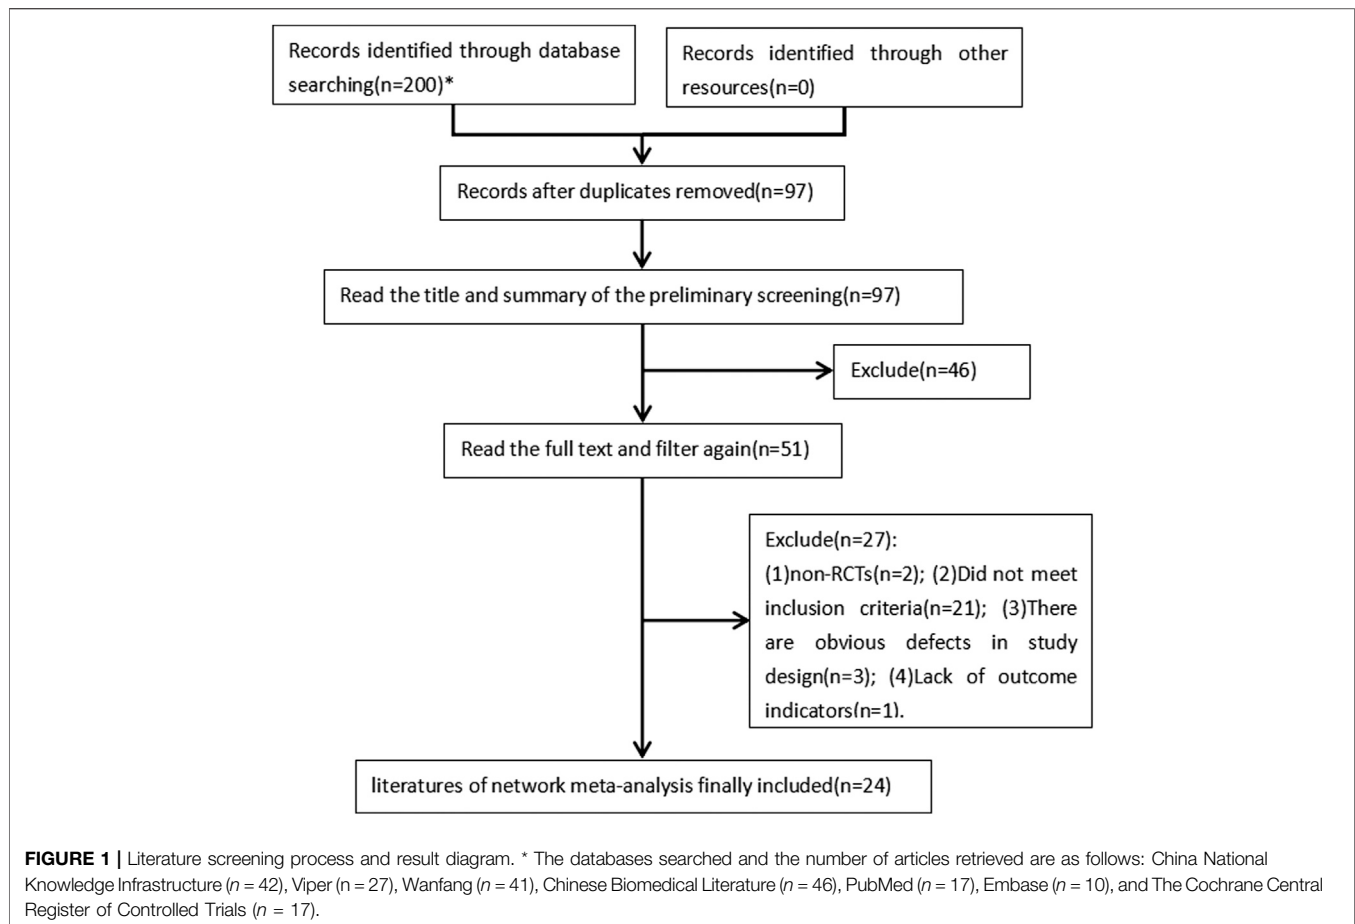 Records identified through database
searching(n=200)*
Records identified through other
resources(n=0)
Records after duplicates removed(n=97)
Read the title and summary of the preliminary screening(n=97)
Exclude(n=46)
Read the full text and filter again(n=51)
Exclude(n=27):
(1)non-RCTs(n=2); (2)Did not meet
inclusion criteria(n=21); (3)There
are obvious defects in study
design(n=3); (4)Lack of outcome
indicators(n=1).
literatures of network meta-analysis finally included(n=24)
FIGURE 1 | Literature screening process and result diagram. * The databases searched and the number of articles retrieved are as follows: China National
Knowledge Infrastructure (n = 42), Viper (n = 27), Wanfang (n = 41), Chinese Biomedical Literature (n = 46), PubMed (n = 17), Embase (n = 10), and The Cochrane Central
Register of Controlled Trials (n = 17).